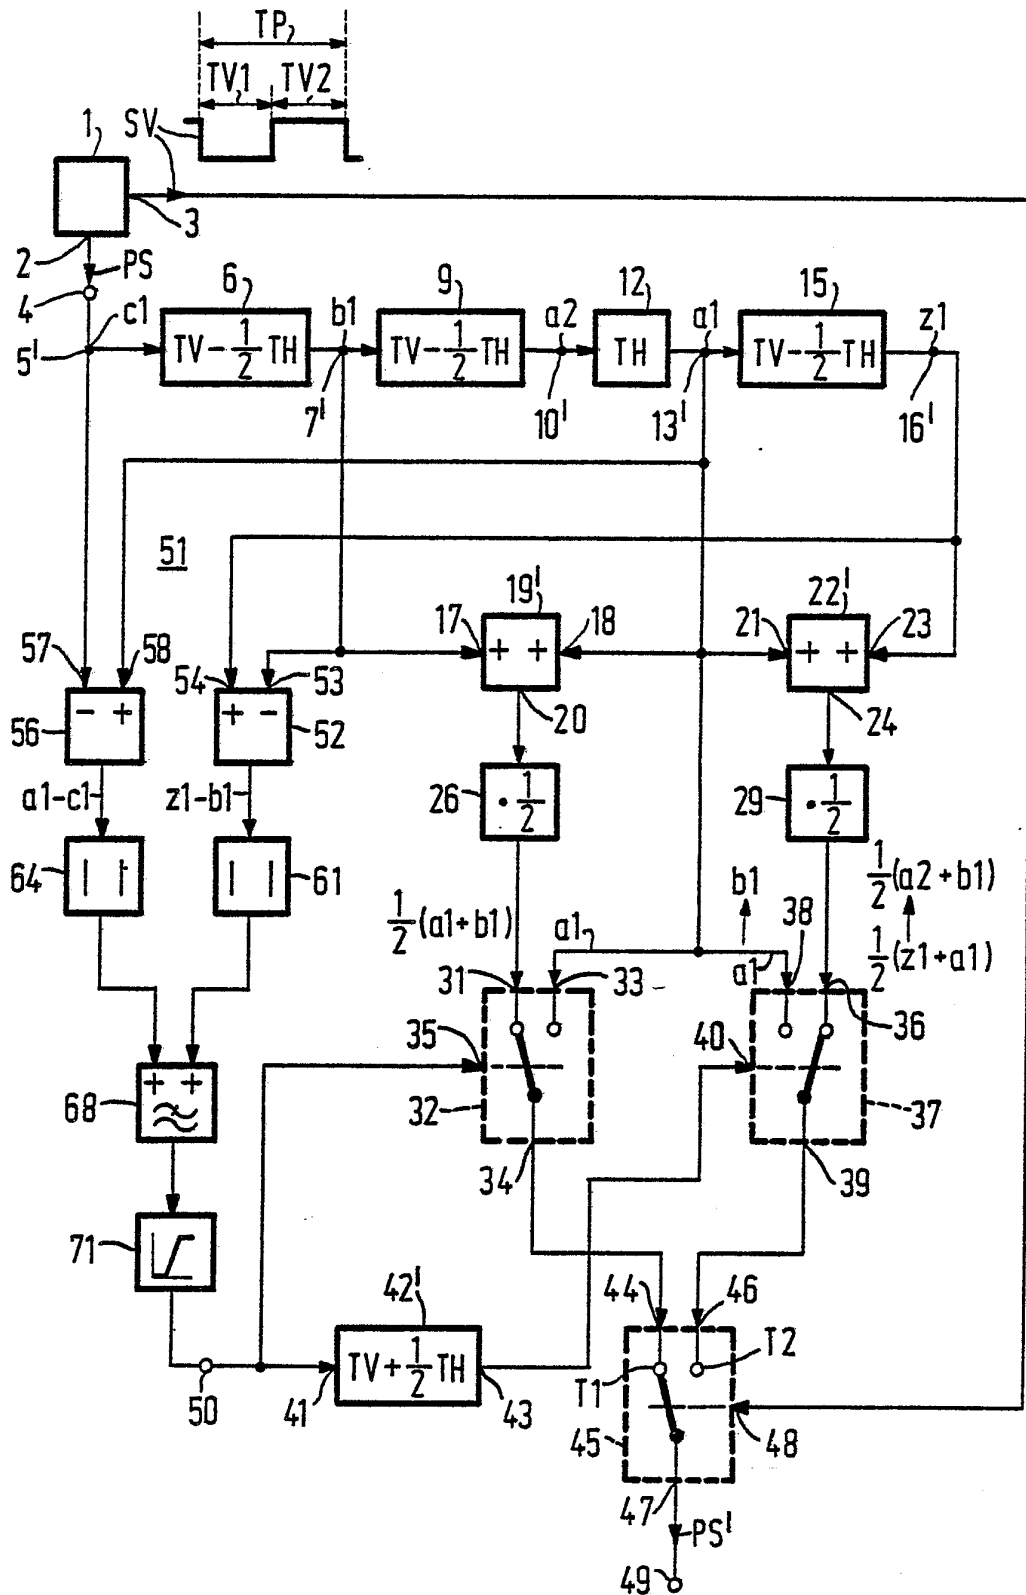 TP
TV1 TV2
SV
1
3
2
PS
4
c1
5'
6
TV - 1/2 TH
b1
7'
9
TV - 1/2 TH
a2
10'
12
TH
a1
13'
15
TV - 1/2 TH
z1
16'
51
57 58
54 53
17 19' 18
21 22' 23
- +
56
+ -
52
+ +
20
+ +
24
a1-c1
z1-b1
26 · 1/2
29 · 1/2
64 | |
| | 61
1/2 (a1+b1)
a1
b1
1/2 (a2+b1)
a1
1/2 (z1+a1)
31 33
38 36
35
40
32
37
34
39
68 + +
71
42'
TV + 1/2 TH
50
41
43
44 46
T1 T2
45
48
47
PS'
49